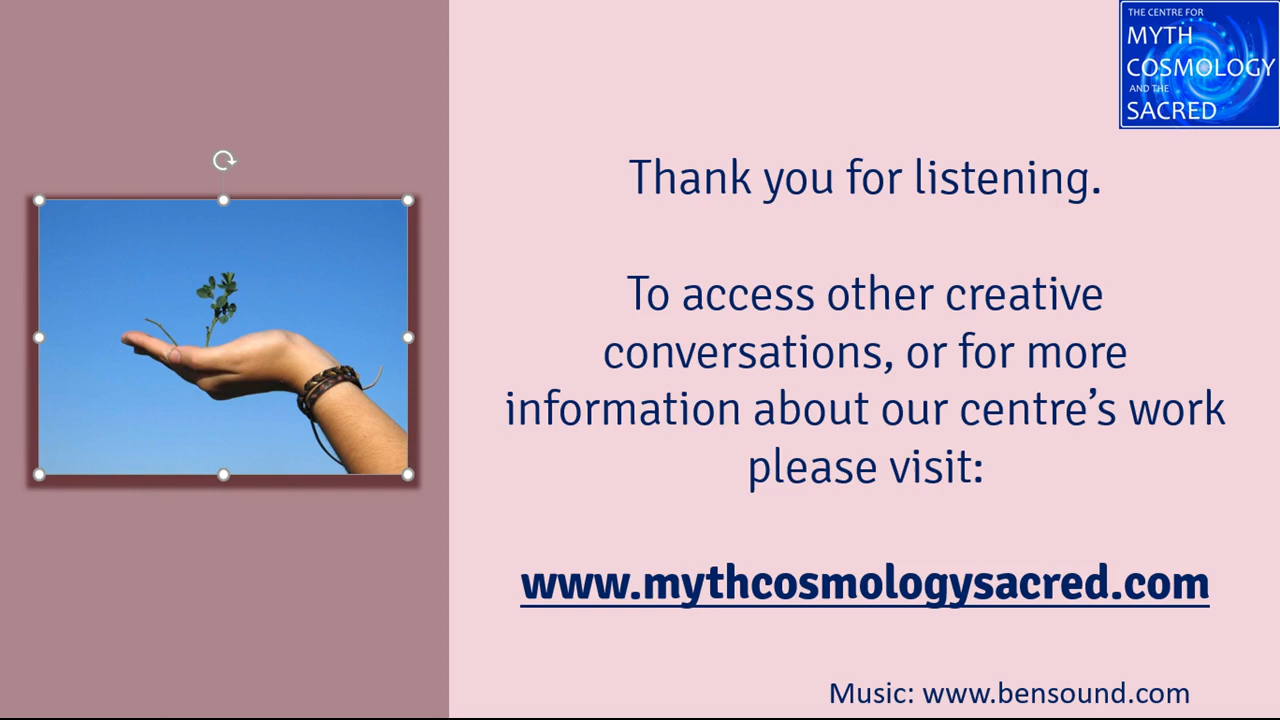 THE CENTRE FOR
MYTH
COSMOLOGY
AND THE
SACRED
Thank you for listening.
To access other creative
conversations, or for more
information about our centre’s work
please visit:
www.mythcosmologysacred.com
Music: www.bensound.com